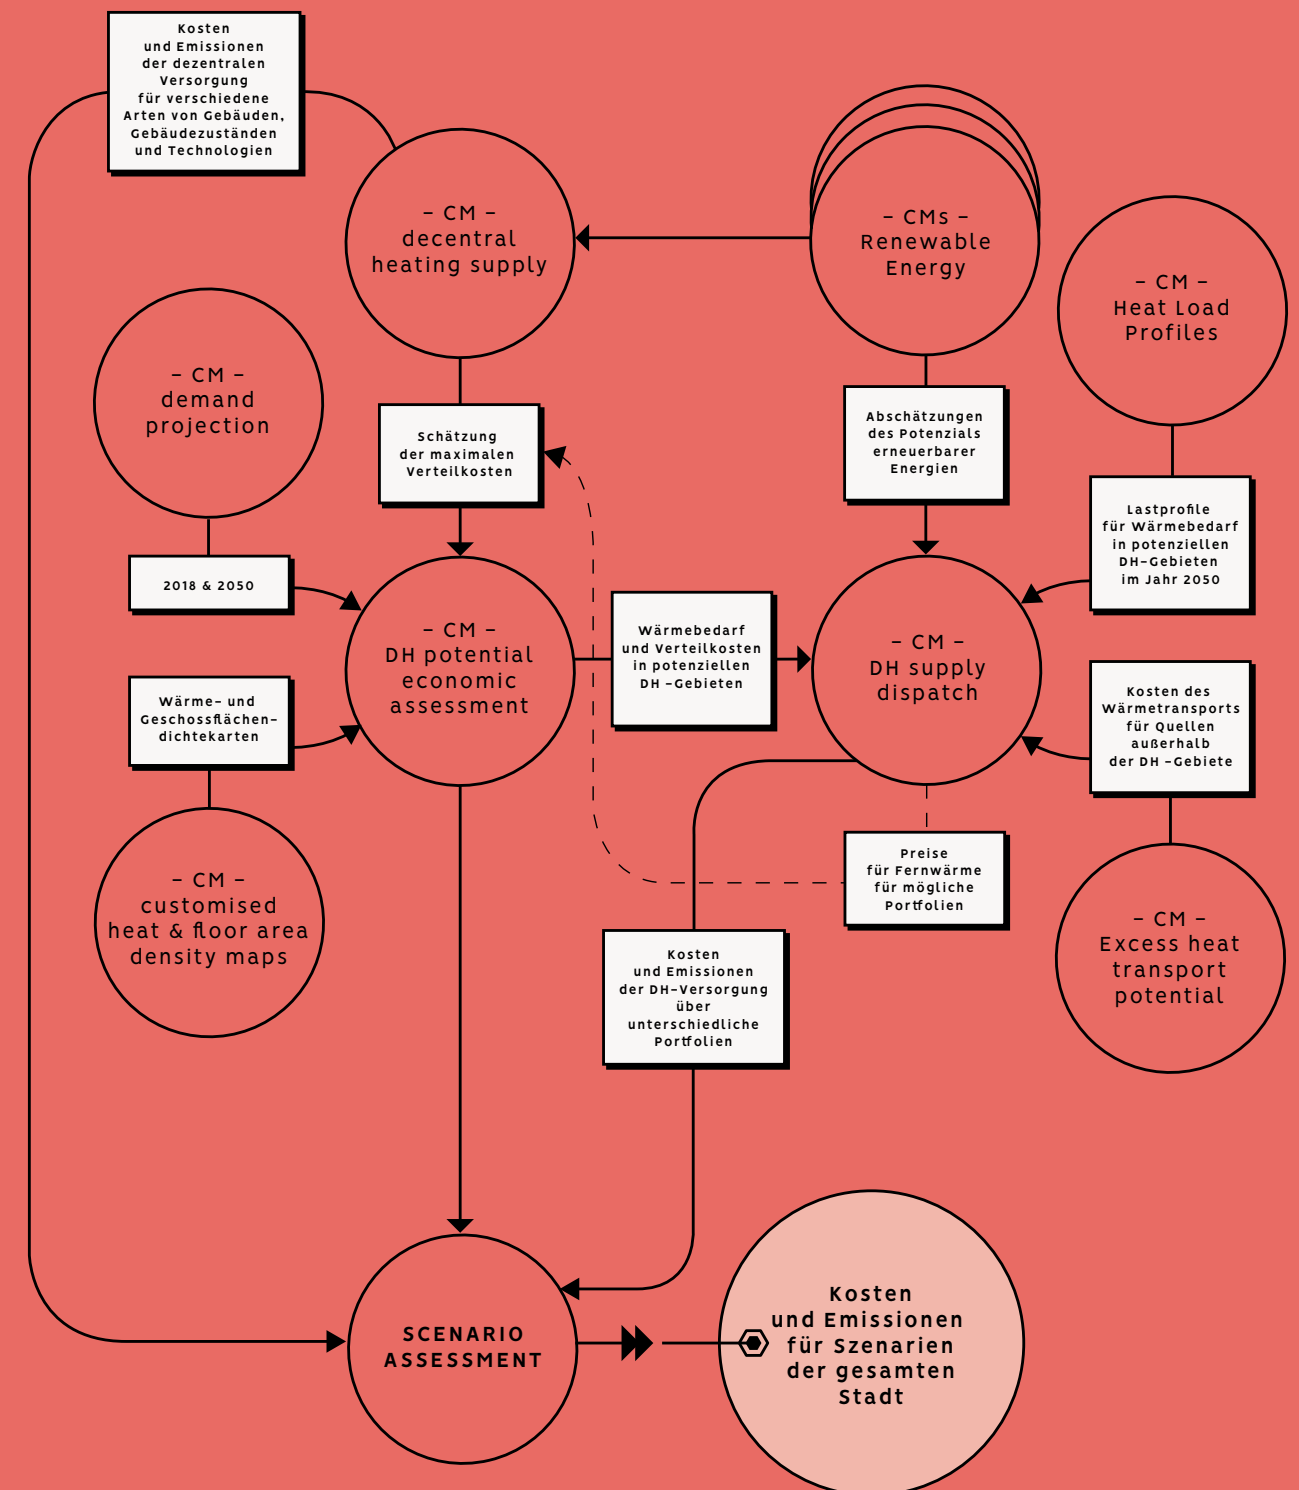 Kosten
und Emissionen
der dezentralen
Versorgung
für verschiedene
Arten von Gebäuden,
Gebäudezuständen
und Technologien
– CM –
decentral
heating supply
– CMs –
Renewable
Energy
– CM –
Heat Load
Profiles
– CM –
demand
projection
Schätzung
der maximalen
Verteilkosten
Abschätzungen
des Potenzials
erneuerbarer
Energien
Lastprofile
für Wärmebedarf
in potenziellen
DH-Gebieten
im Jahr 2050
2018 & 2050
– CM –
DH potential
economic
assessment
Wärmebedarf
und Verteilkosten
in potenziellen
DH -Gebieten
– CM –
DH supply
dispatch
Wärme- und
Geschossflächen-
dichtekarten
Kosten des
Wärmetransports
für Quellen
außerhalb
der DH -Gebiete
– CM –
customised
heat & floor area
density maps
Preise
für Fernwärme
für mögliche
Portfolien
– CM –
Excess heat
transport
potential
Kosten
und Emissionen
der DH-Versorgung
über
unterschiedliche
Portfolien
SCENARIO
ASSESSMENT
Kosten
und Emissionen
für Szenarien
der gesamten
Stadt